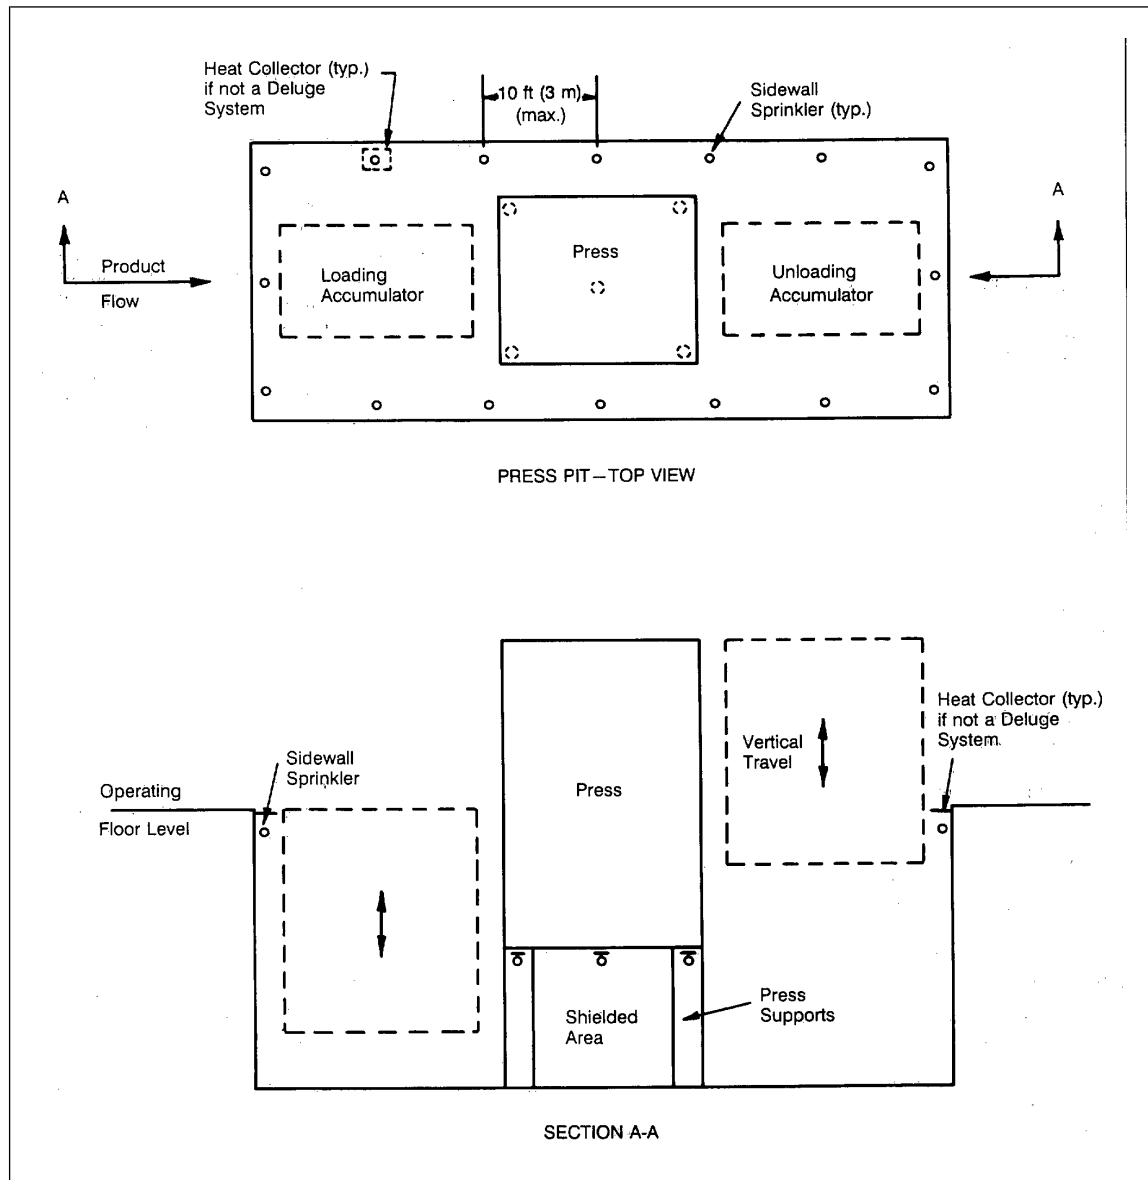 Heat Collector (typ.)
if not a Deluge
System
10 ft (3 m)
(max.)
Sidewall
Sprinkler (typ.)
A
A
Product
Flow
Loading
Accumulator
Press
Unloading
Accumulator
PRESS PIT—TOP VIEW
Heat Collector (typ.)
if not a Deluge
System
Sidewall
Sprinkler
Vertical
Travel
Operating
Floor Level
Press
Shielded
Area
Press
Supports
SECTION A-A